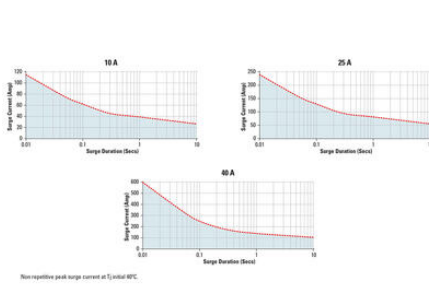 10 A
120
100
80
60
40
20
0
Surge Current (Amp)
0.01 0.1 1 10
Surge Duration (Secs)
25 A
250
200
150
100
50
0
Surge Current (Amp)
0.01 0.1 1
Surge Duration (Secs)
40 A
600
500
400
300
200
100
0
Surge Current (Amp)
0.01 0.1 1 10
Surge Duration (Secs)
Non repetitive peak surge current at Tj initial 40°C.